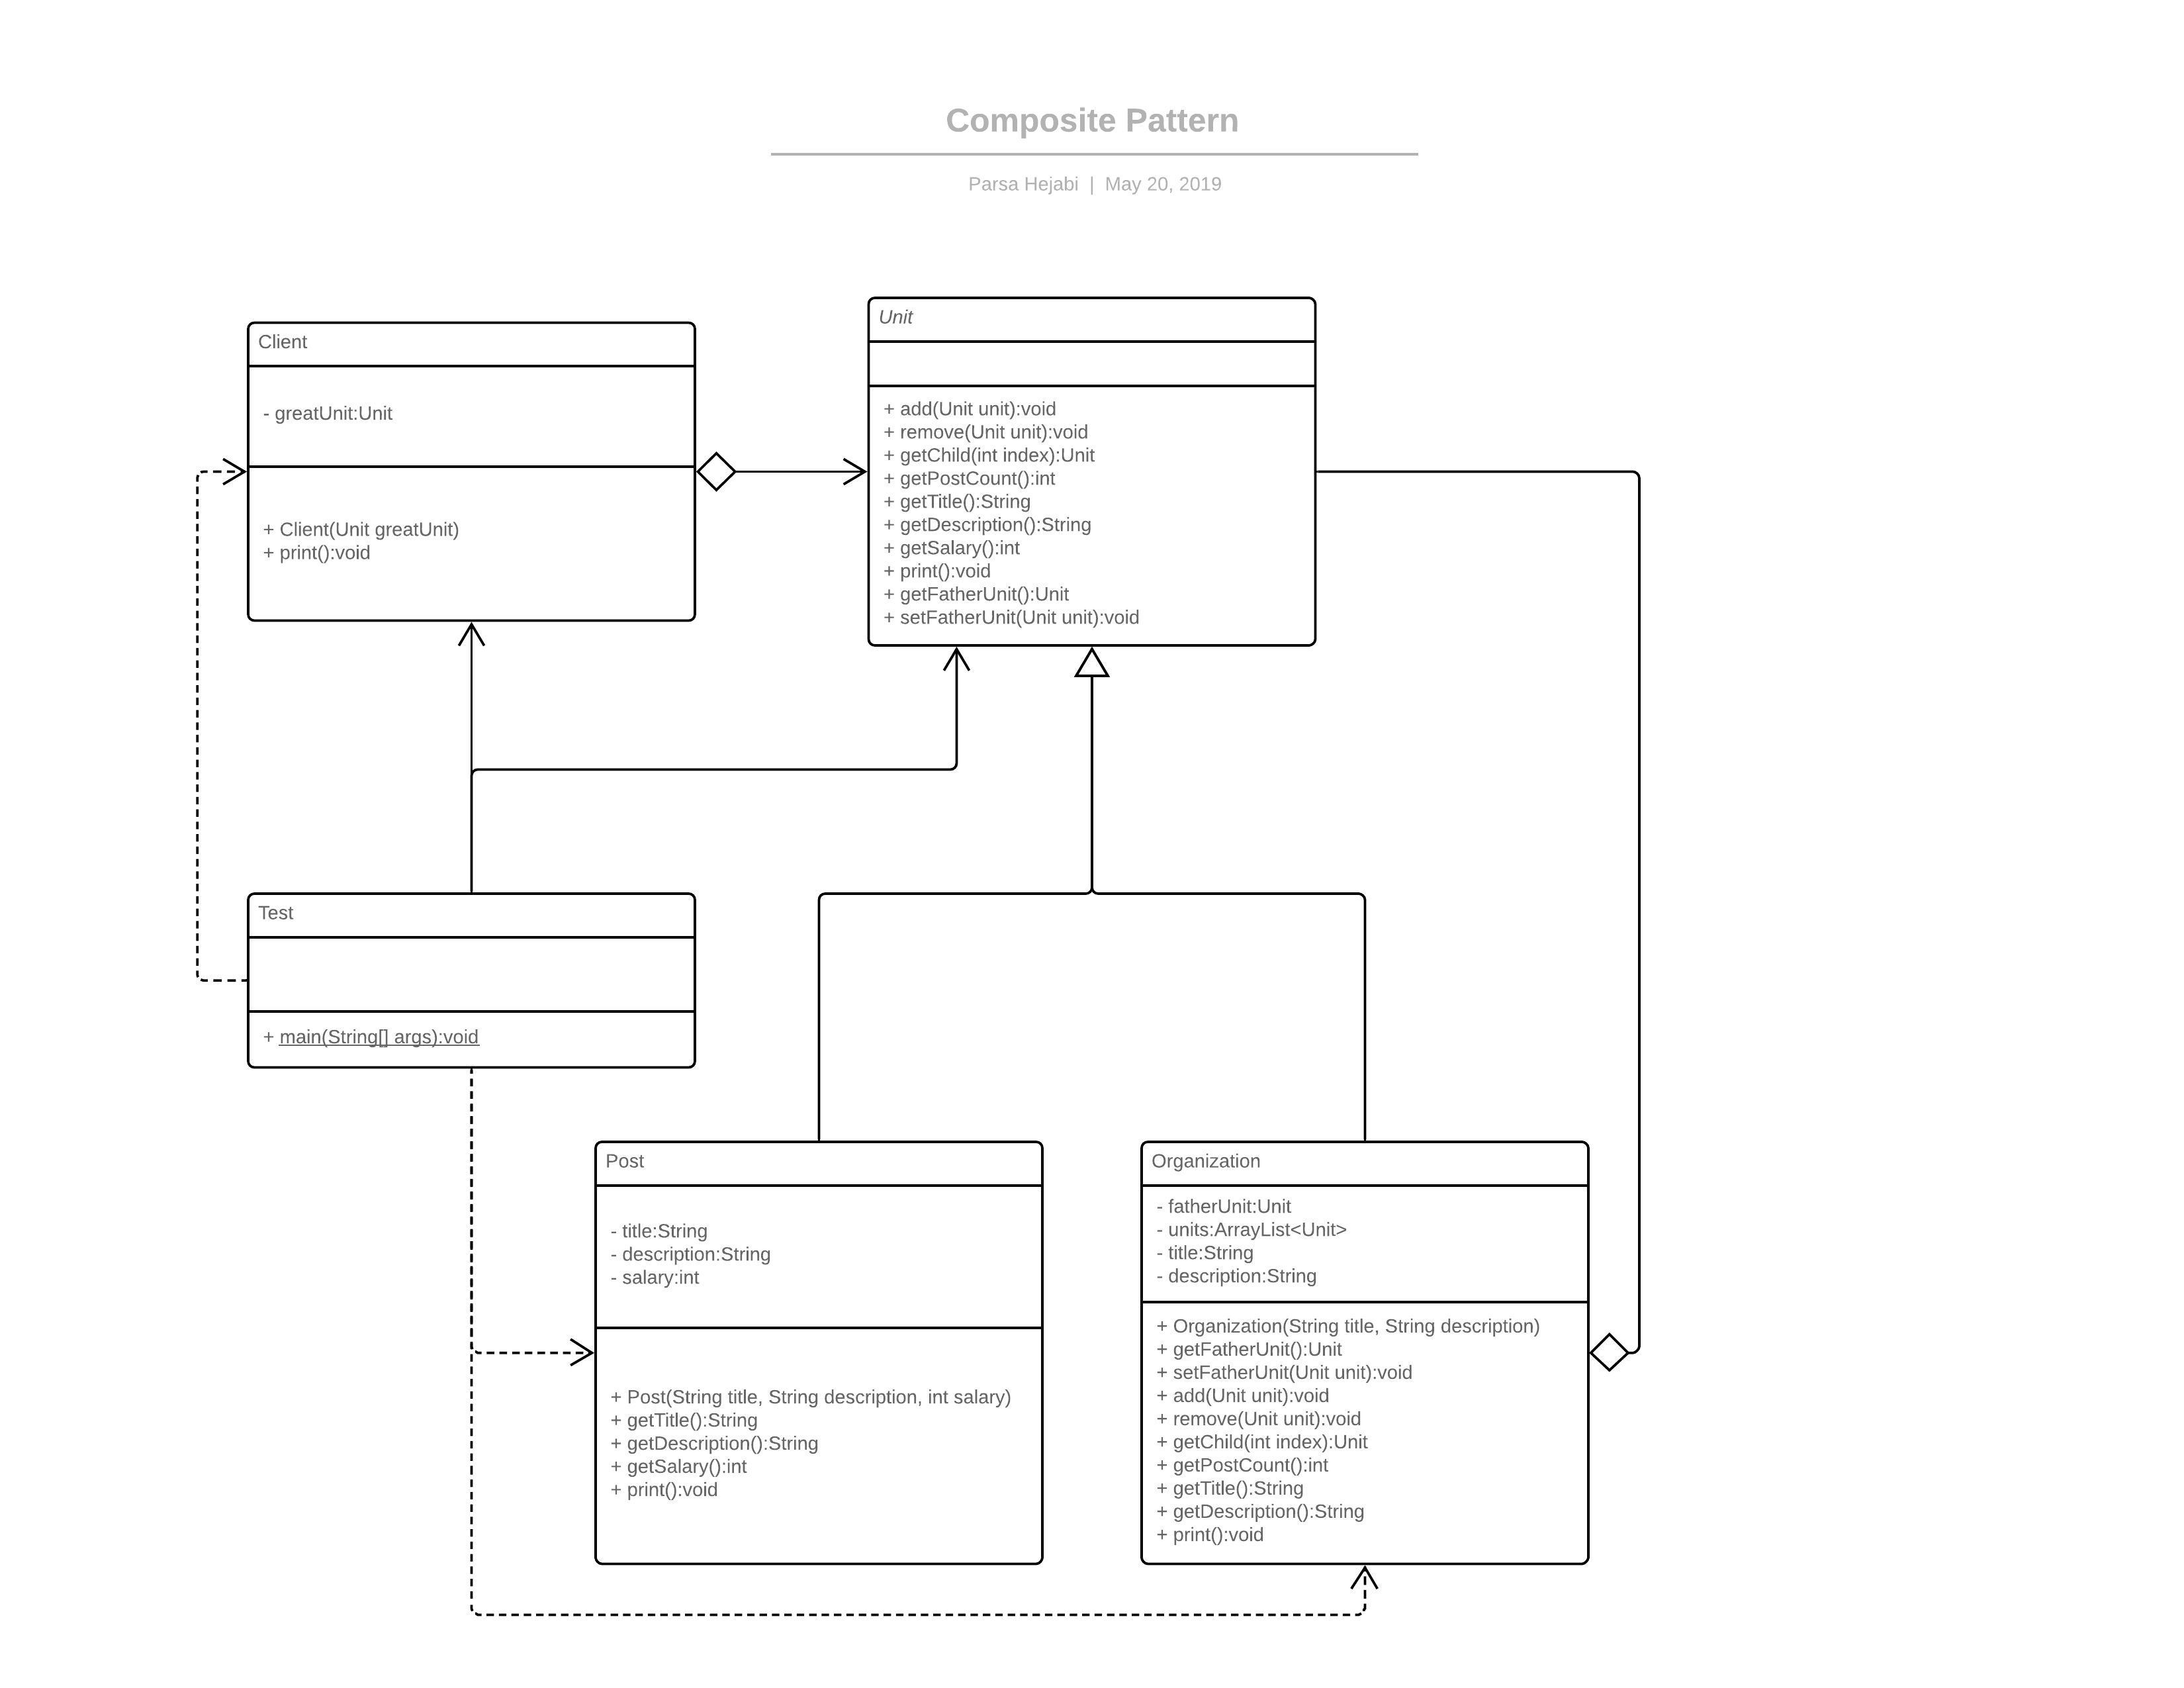 Composite Pattern
Parsa Hejabi | May 20, 2019
Client
- greatUnit:Unit
+ Client(Unit greatUnit)
+ print():void
Unit
+ add(Unit unit):void
+ remove(Unit unit):void
+ getChild(int index):Unit
+ getPostCount():int
+ getTitle():String
+ getDescription():String
+ getSalary():int
+ print():void
+ getFatherUnit():Unit
+ setFatherUnit(Unit unit):void
Test
+ main(String[] args):void
Post
- title:String
- description:String
- salary:int
+ Post(String title, String description, int salary)
+ getTitle():String
+ getDescription():String
+ getSalary():int
+ print():void
Organization
- fatherUnit:Unit
- units:ArrayList<Unit>
- title:String
- description:String
+ Organization(String title, String description)
+ getFatherUnit():Unit
+ setFatherUnit(Unit unit):void
+ add(Unit unit):void
+ remove(Unit unit):void
+ getChild(int index):Unit
+ getPostCount():int
+ getTitle():String
+ getDescription():String
+ print():void